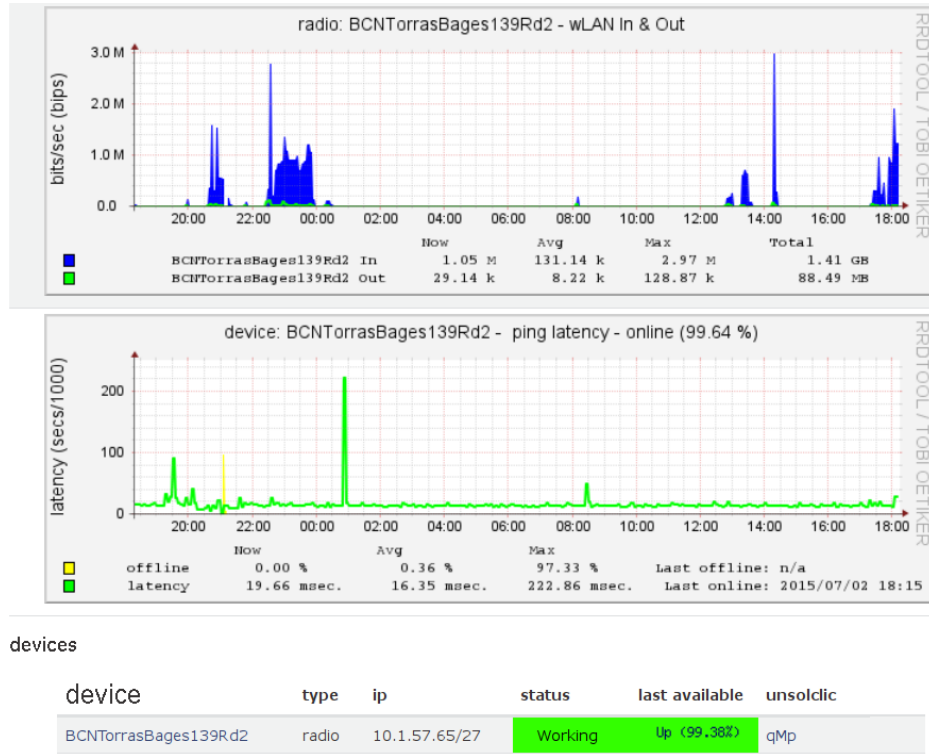 radio: BCNTorrasBages139Rd2 - wLAN In & Out
RRDTOOL / TOBI OETIKER
bits/sec (bips)
3.0 M
2.0 M
1.0 M
0.0
20:00 22:00 00:00 02:00 04:00 06:00 08:00 10:00 12:00 14:00 16:00 18:00
Now Avg Max Total
BCNTorrasBages139Rd2 In 1.05 M 131.14 k 2.97 M 1.41 GB
BCNTorrasBages139Rd2 Out 29.14 k 8.22 k 128.87 k 88.49 MB
device: BCNTorrasBages139Rd2 - ping latency - online (99.64 %)
RRDTOOL / TOBI OETIKER
latency (secs/1000)
200
100
0
20:00 22:00 00:00 02:00 04:00 06:00 08:00 10:00 12:00 14:00 16:00 18:00
Now Avg Max
offline 0.00 % 0.36 % 97.33 % Last offline: n/a
latency 19.66 msec. 16.35 msec. 222.86 msec. Last online: 2015/07/02 18:15
devices
device type ip status last available unsolclic
BCNTorrasBages139Rd2 radio 10.1.57.65/27 Working Up (99.38%) qMp